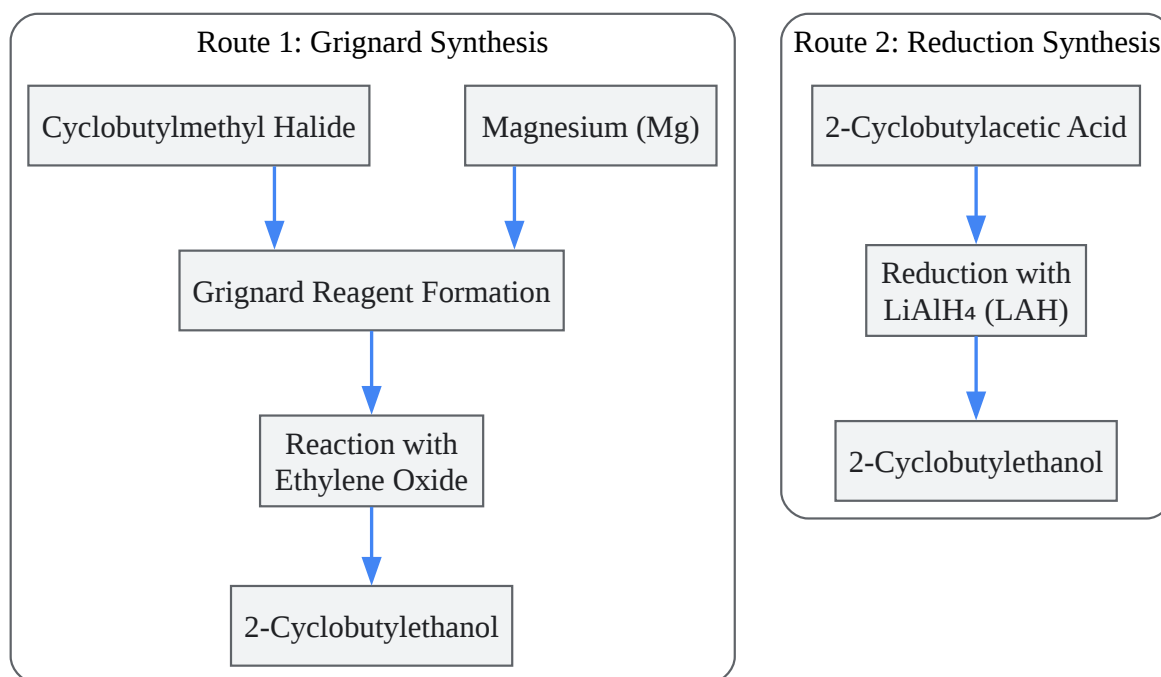 Route 1: Grignard Synthesis
Cyclobutylmethyl Halide
Magnesium (Mg)
Grignard Reagent Formation
Reaction with
Ethylene Oxide
2-Cyclobutylethanol
Route 2: Reduction Synthesis
2-Cyclobutylacetic Acid
Reduction with
LiAlH₄ (LAH)
2-Cyclobutylethanol